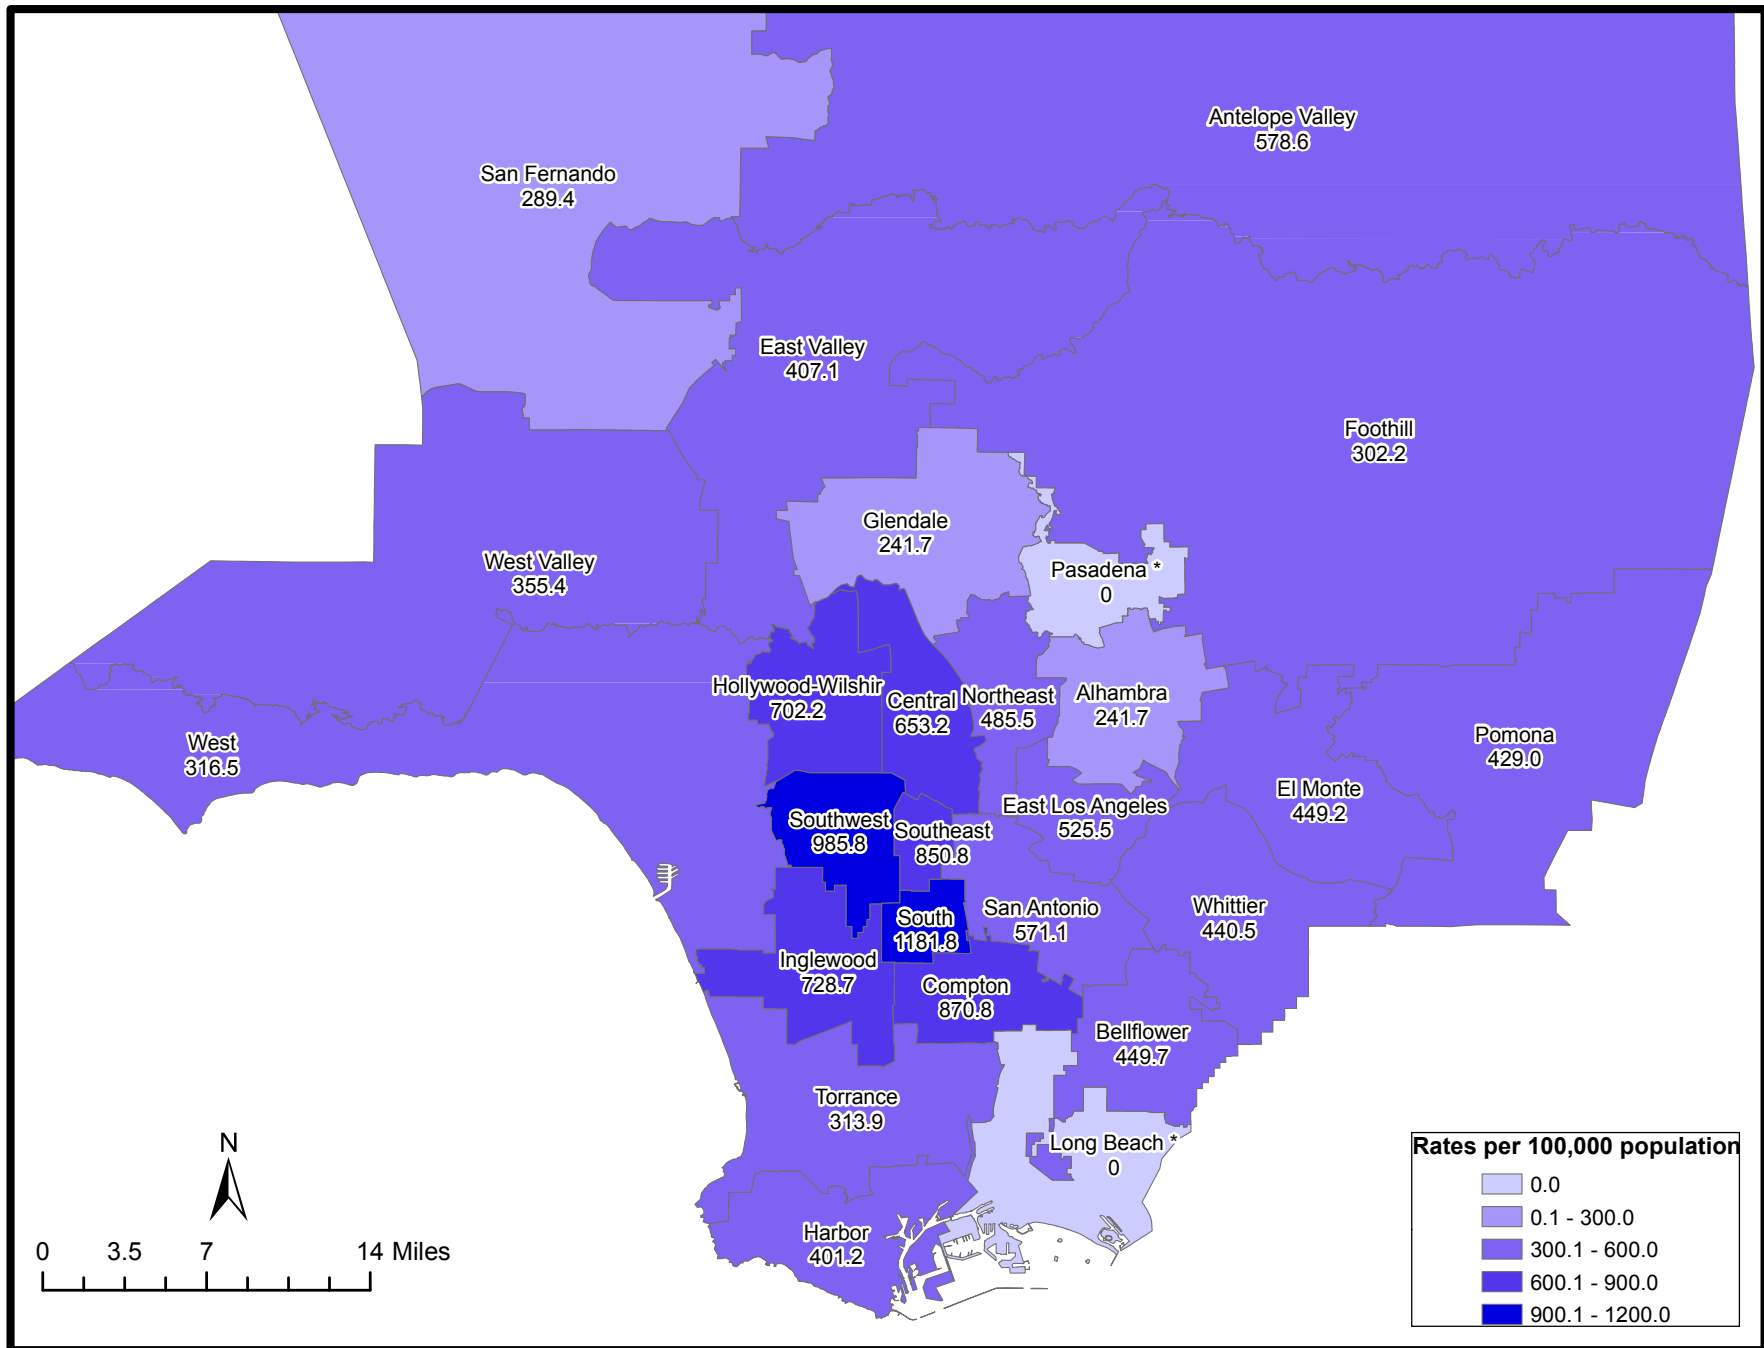 Antelope Valley
578.6
San Fernando
289.4
East Valley
407.1
Foothill
302.2
Glendale
241.7
Pasadena *
0
West Valley
355.4
Hollywood-Wilshir
702.2
Central
653.2
Northeast
485.5
Alhambra
241.7
West
316.5
Pomona
429.0
El Monte
449.2
East Los Angeles
525.5
Southwest
985.8
Southeast
850.8
South
1181.8
San Antonio
571.1
Whittier
440.5
Inglewood
728.7
Compton
870.8
Bellflower
449.7
Torrance
313.9
Long Beach *
0
Harbor
401.2
N
0 3.5 7 14 Miles
Rates per 100,000 population
0.0
0.1 - 300.0
300.1 - 600.0
600.1 - 900.0
900.1 - 1200.0